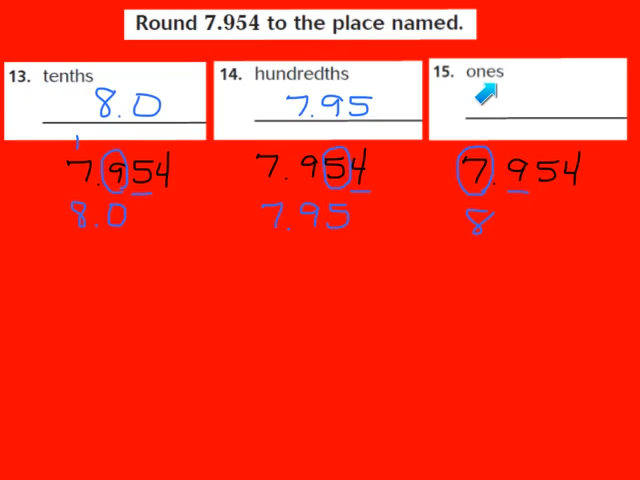 Round 7.954 to the place named.
13. tenths
8.0
14. hundredths
7.95
15. ones
1
7.954
7.954
7.954
8.0
7.95
8